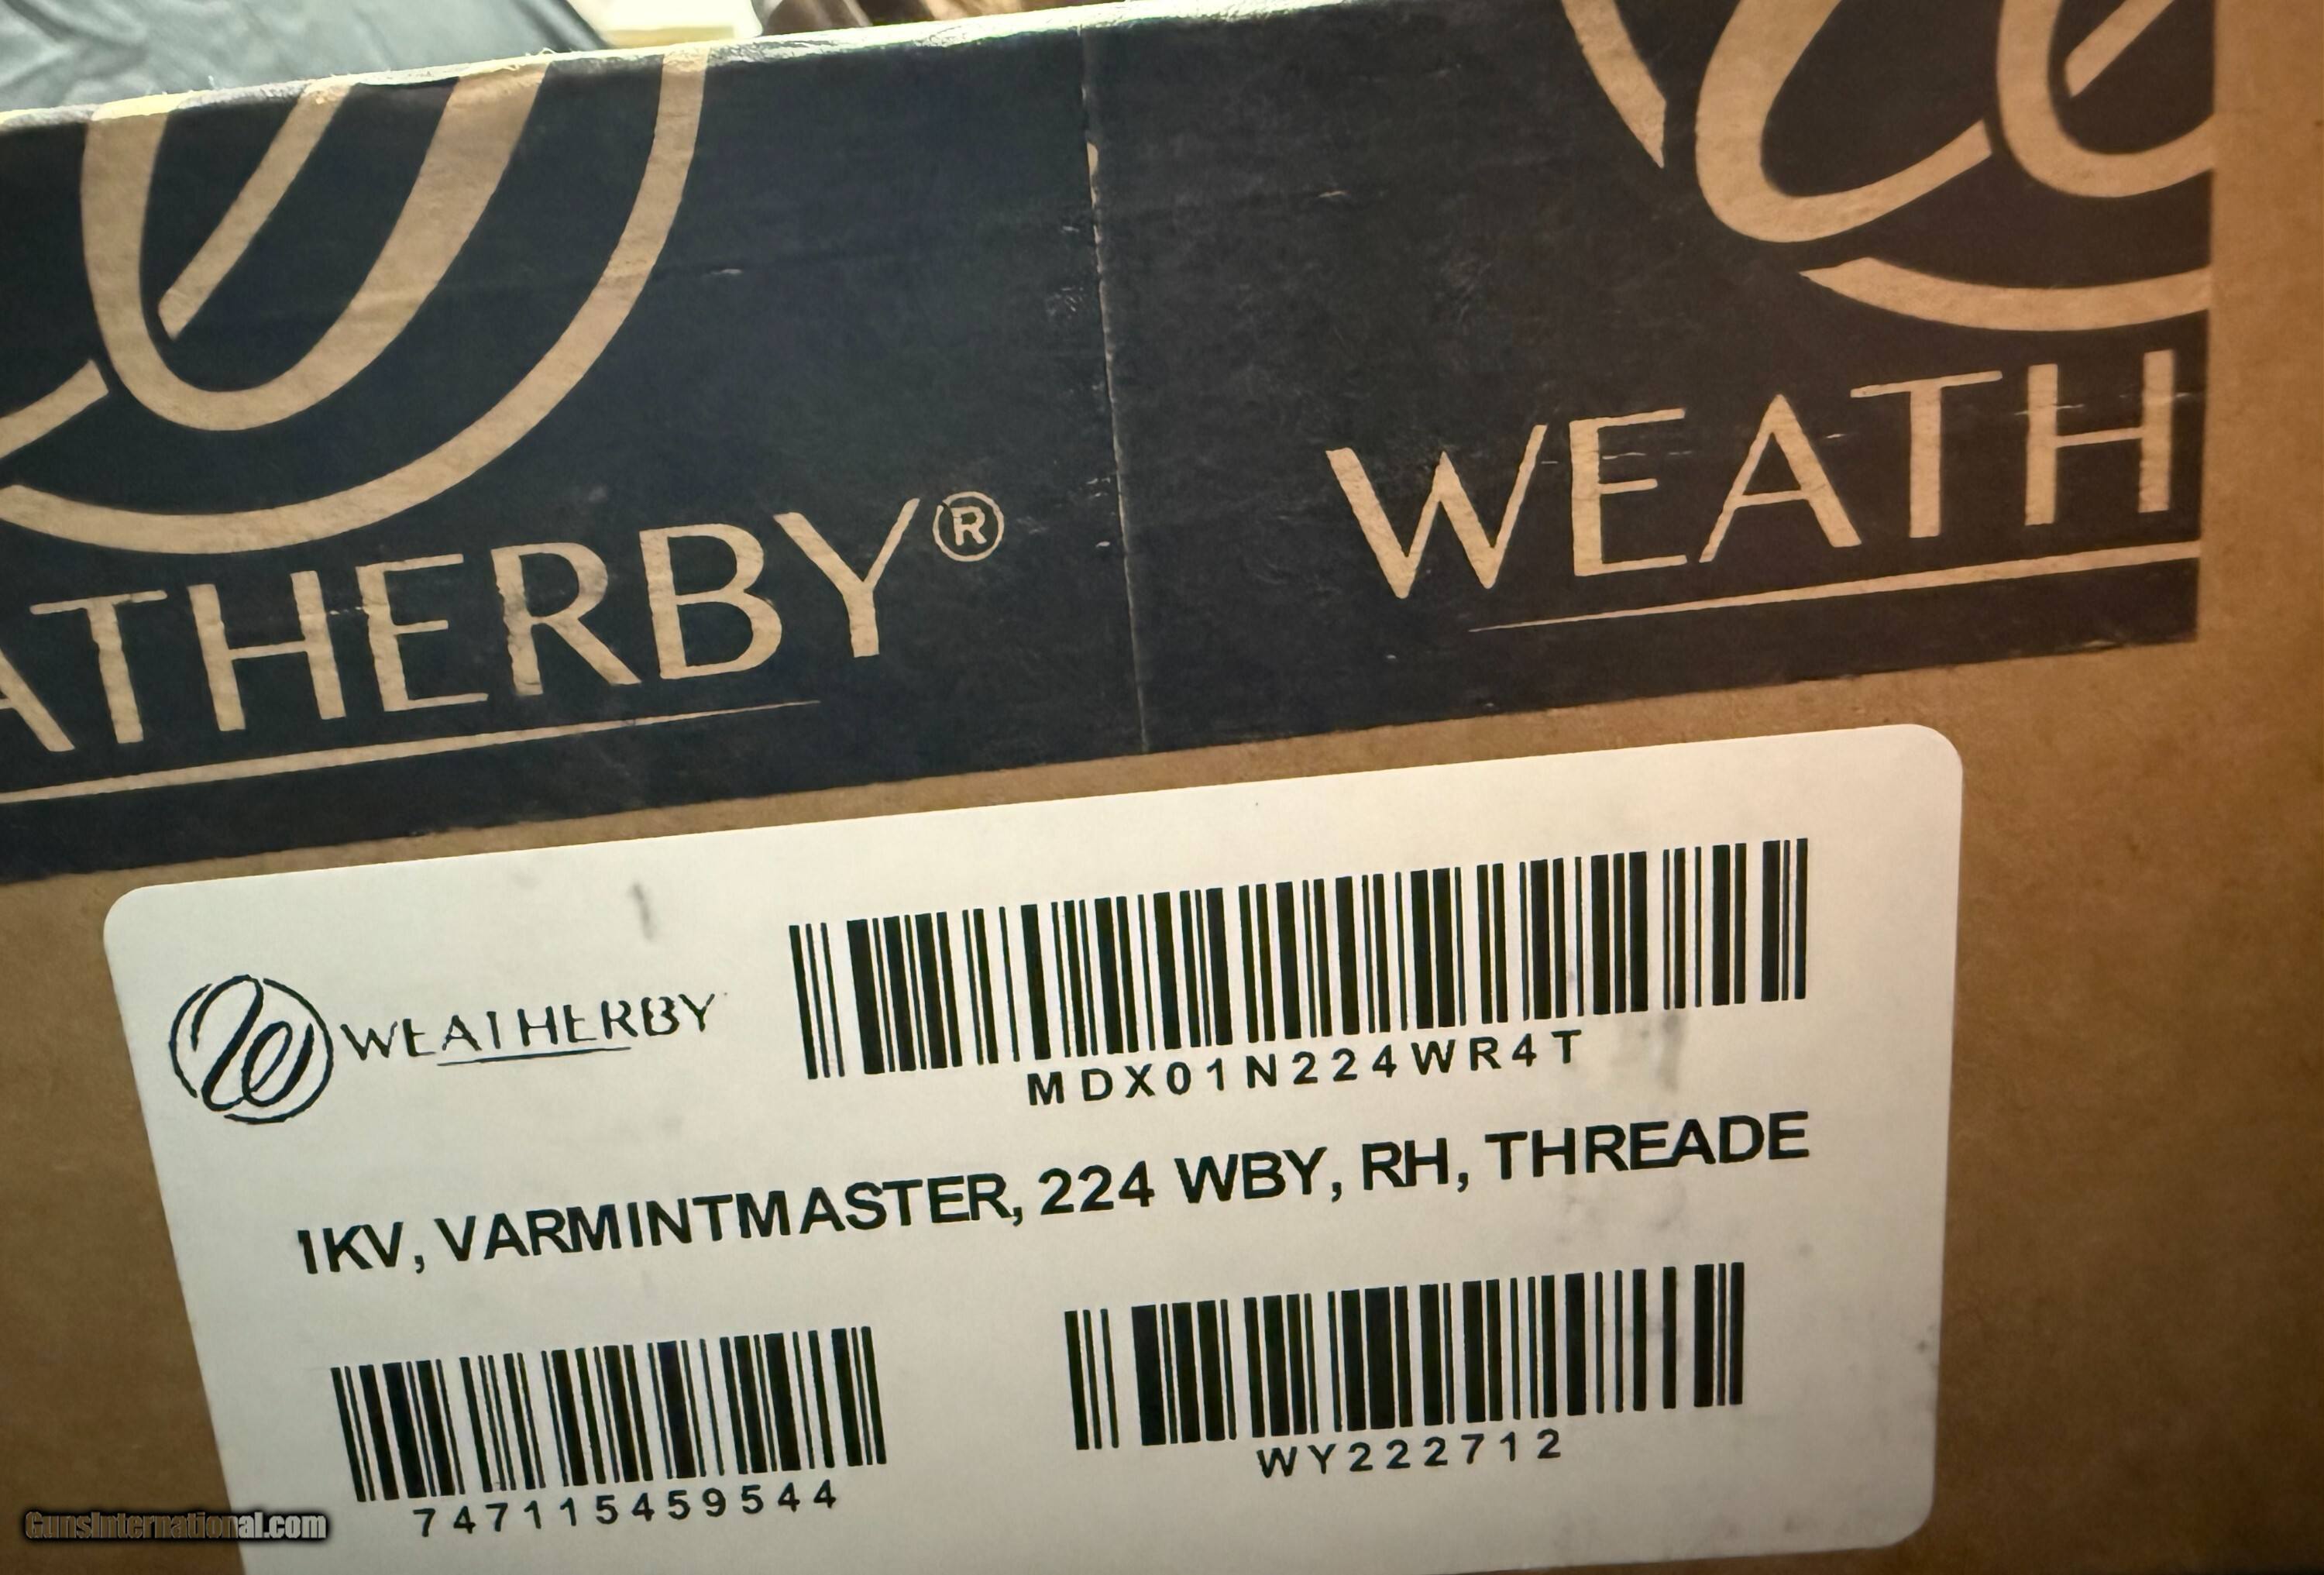 ATHERBY®
WEATH
WEATHERBY
MDX01N224WR4T
1KV, VARMINTMASTER, 224 WBY, RH, THREADE
747115459544
WY222712
GunsInternational.com